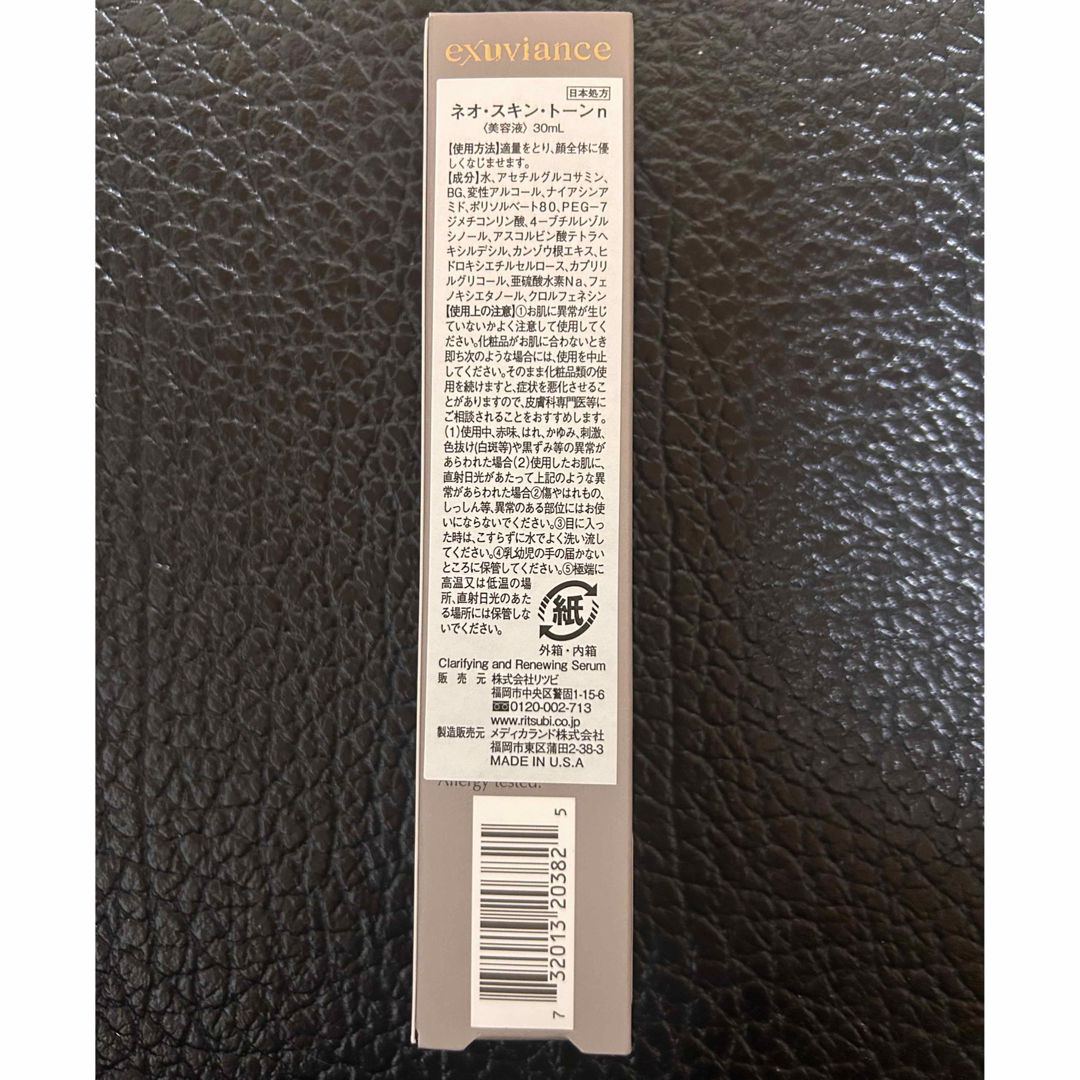 exuviance
日本処方
ネオ・スキン・トーンn
〈美容液〉30mL
【使用方法】適量をとり、顔全体に優
しくなじませます。
【成分】水、アセチルグルコサミン、
BG、変性アルコール、ナイアシンア
ミド、ポリソルベート80、PEG-7
ジメチコンリン酸、4-ブチルレゾル
シノール、アスコルビン酸テトラヘ
キシルデシル、カンゾウ根エキス、ヒ
ドロキシエチルセルロース、カプリリ
ルグリコール、亜硫酸水素Na、フェ
ノキシエタノール、クロルフェネシン
【使用上の注意】①お肌に異常が生じ
ていないかよく注意して使用してく
ださい。化粧品がお肌に合わないとき
即ち次のような場合には、使用を中止
してください。そのまま化粧品類の使
用を続けますと、症状を悪化させるこ
とがありますので、皮膚科専門医等に
ご相談されることをおすすめします。
(1)使用中、赤味、はれ、かゆみ、刺激、
色抜け(白斑等)や黒ずみ等の異常が
あらわれた場合(2)使用したお肌に、
直射日光があたって上記のような異
常があらわれた場合②傷やはれもの、
しっしん等、異常のある部位にはお使
いにならないでください。③目に入っ
た時は、こすらずに水でよく洗い流し
てください。④乳幼児の手の届かない
ところに保管してください。⑤極端に
高温又は低温の場
所、直射日光のあた
る場所には保管しな
いでください。
紙
外箱・内箱
Clarifying and Renewing Serum
販売元 株式会社リツビ
福岡市中央区警固1-15-6
0120-002-713
www.ritsubi.co.jp
製造販売元 メディカランド株式会社
福岡市東区蒲田2-38-3
MADE IN U.S.A
Allergy tested.
7 32013 20382 5